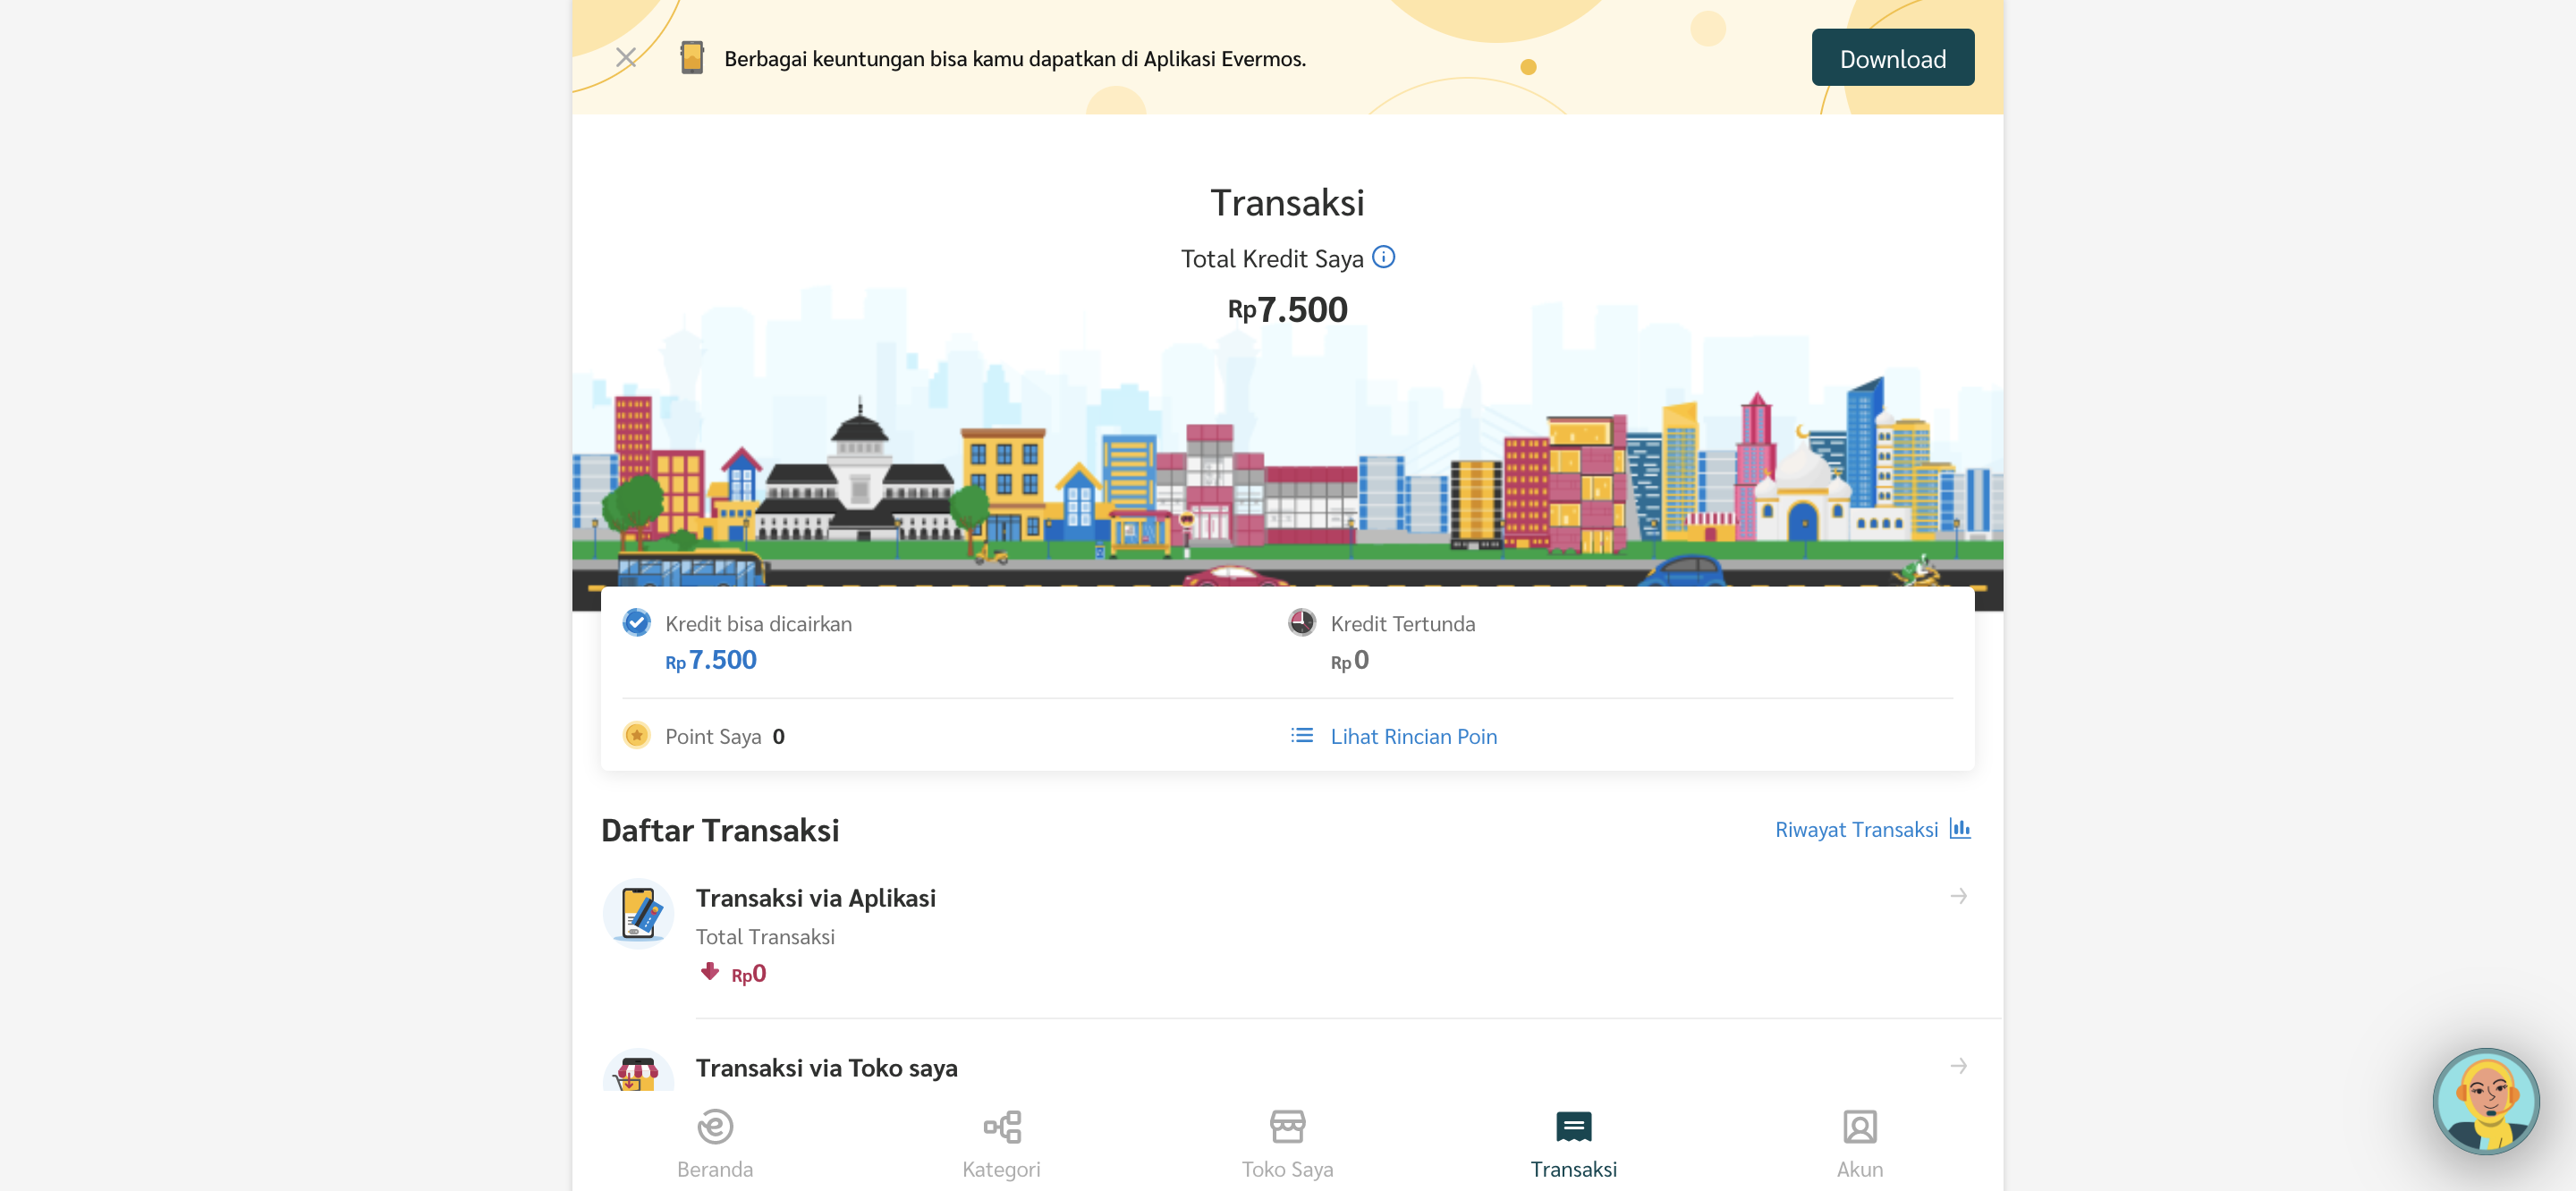 Berbagai keuntungan bisa kamu dapatkan di Aplikasi Evermos.
Download
Transaksi
Total Kredit Saya
Rp7.500
Kredit bisa dicairkan
Rp 7.500
Kredit Tertunda
Rp 0
Point Saya 0
Lihat Rincian Poin
Daftar Transaksi
Riwayat Transaksi
Transaksi via Aplikasi
Total Transaksi
Rp0
Transaksi via Toko saya
Beranda
Kategori
Toko Saya
Transaksi
Akun